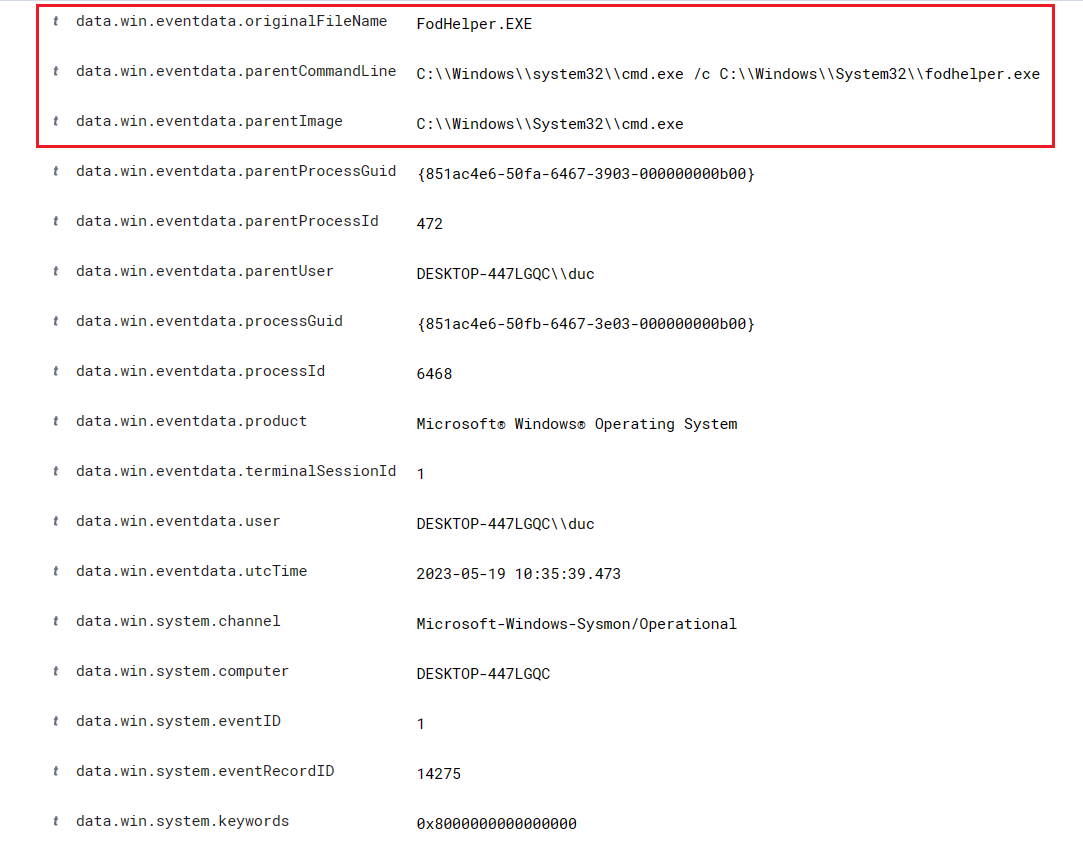 t data.win.eventdata.originalFileName FodHelper.EXE
t data.win.eventdata.parentCommandLine C:\\Windows\\system32\\cmd.exe /c C:\\Windows\\System32\\fodhelper.exe
t data.win.eventdata.parentImage C:\\Windows\\System32\\cmd.exe
t data.win.eventdata.parentProcessGuid {851ac4e6-50fa-6467-3903-000000000b00}
t data.win.eventdata.parentProcessId 472
t data.win.eventdata.parentUser DESKTOP-447LGQC\\duc
t data.win.eventdata.processGuid {851ac4e6-50fb-6467-3e03-000000000b00}
t data.win.eventdata.processId 6468
t data.win.eventdata.product Microsoft® Windows® Operating System
t data.win.eventdata.terminalSessionId 1
t data.win.eventdata.user DESKTOP-447LGQC\\duc
t data.win.eventdata.utcTime 2023-05-19 10:35:39.473
t data.win.system.channel Microsoft-Windows-Sysmon/Operational
t data.win.system.computer DESKTOP-447LGQC
t data.win.system.eventID 1
t data.win.system.eventRecordID 14275
t data.win.system.keywords 0x8000000000000000